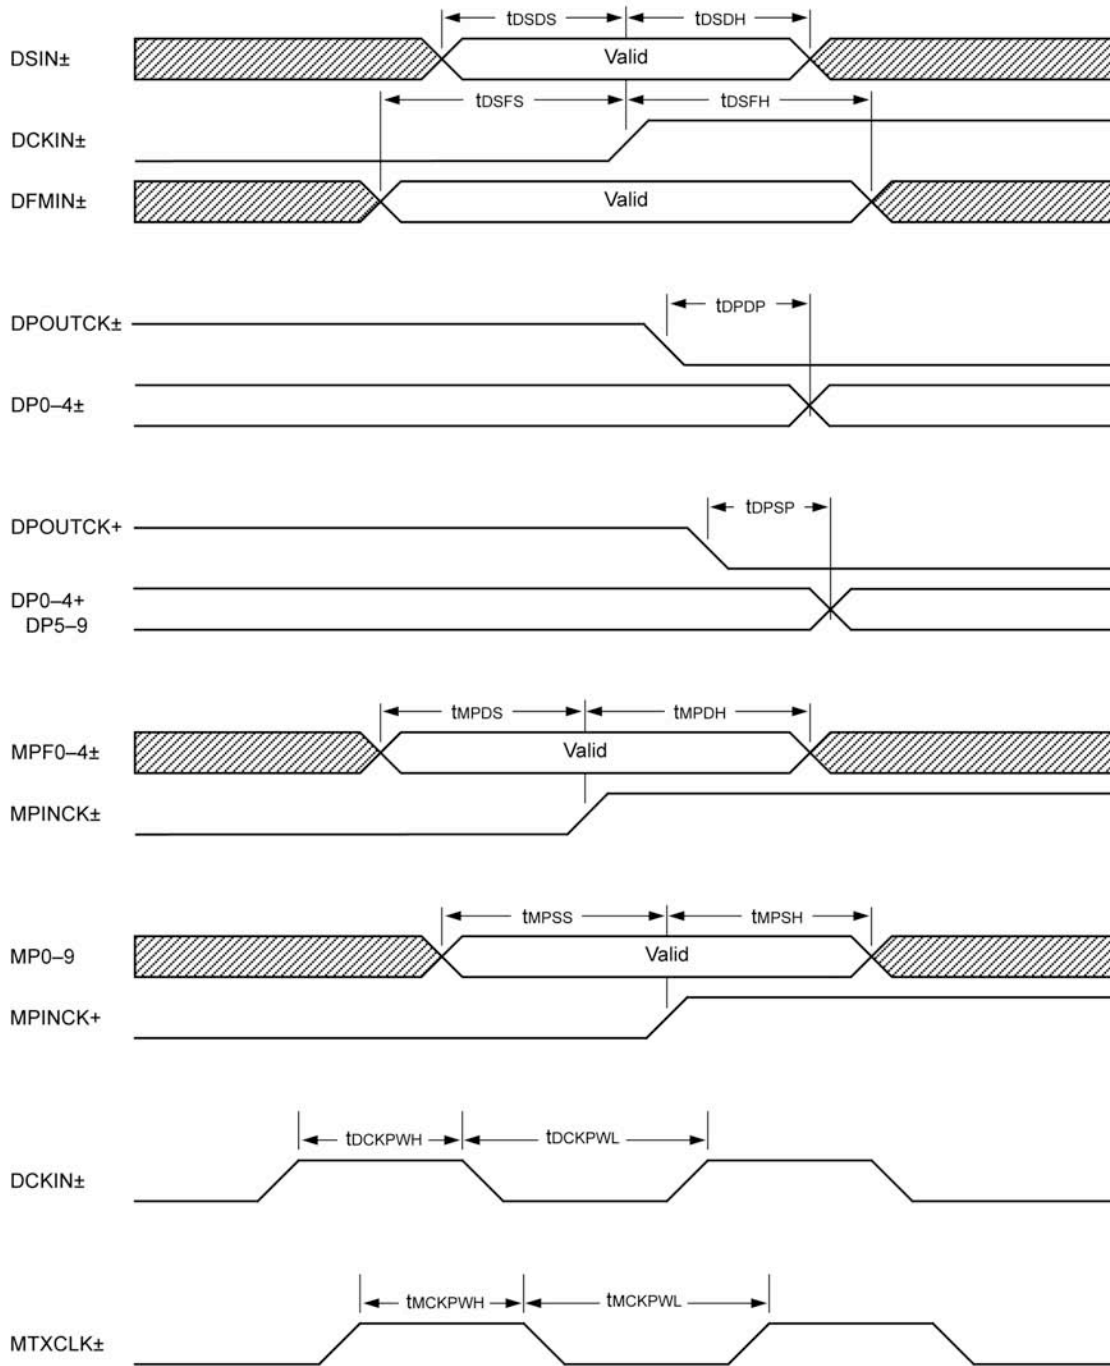 tDSDS tDSDH
DSIN± Valid
tDSFS tDSFH
DCKIN±
DFMIN± Valid
tDPDP
DPOUTCK±
DP0–4±
tDPSP
DPOUTCK+
DP0–4+
DP5–9
tMPDS tMPDH
MPF0–4± Valid
MPINCK±
tMPSS tMPSH
MP0–9 Valid
MPINCK+
tDCKPWH tDCKPWL
DCKIN±
tMCKPWH tMCKPWL
MTXCLK±